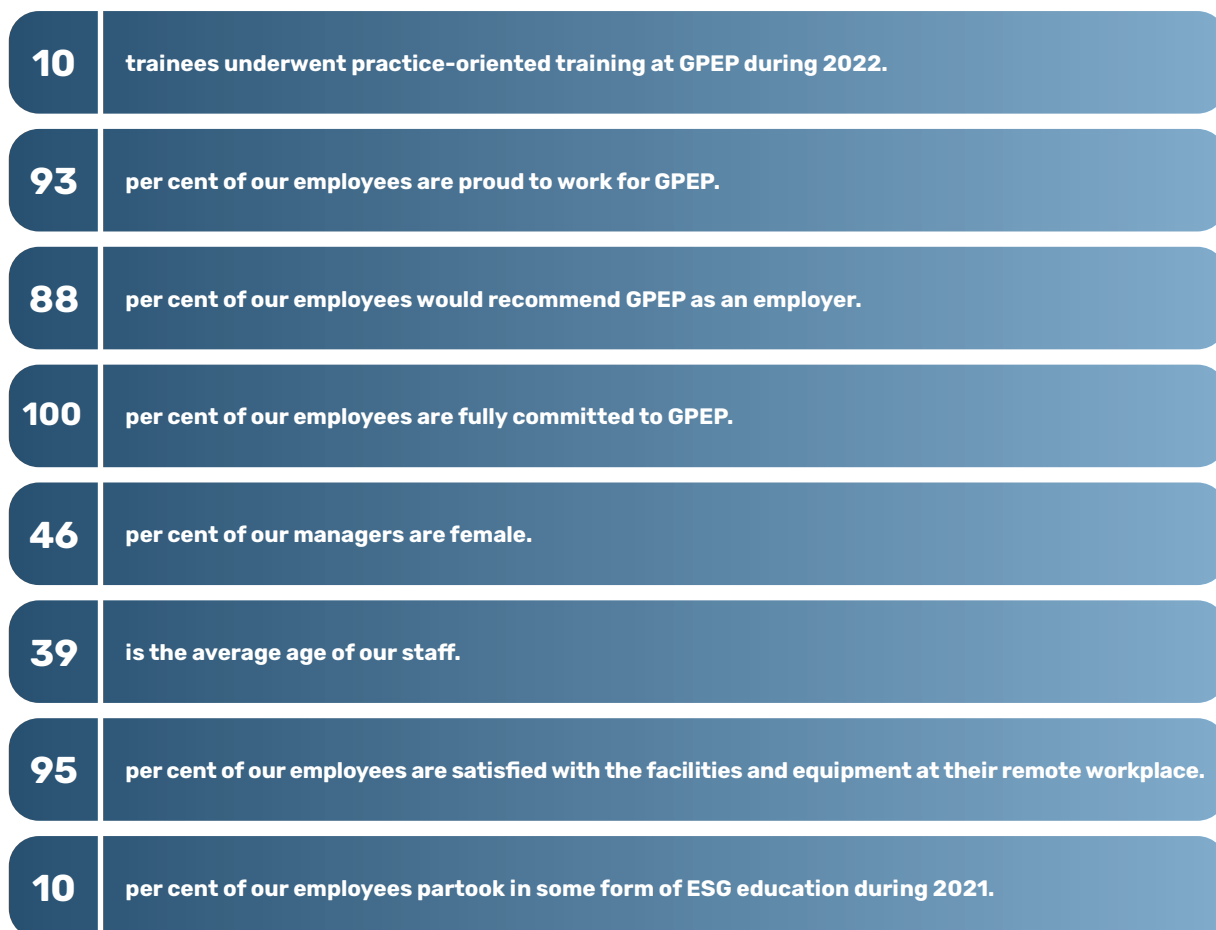 10 trainees underwent practice-oriented training at GPEP during 2022.
93 per cent of our employees are proud to work for GPEP.
88 per cent of our employees would recommend GPEP as an employer.
100 per cent of our employees are fully committed to GPEP.
46 per cent of our managers are female.
39 is the average age of our staff.
95 per cent of our employees are satisfied with the facilities and equipment at their remote workplace.
10 per cent of our employees partook in some form of ESG education during 2021.